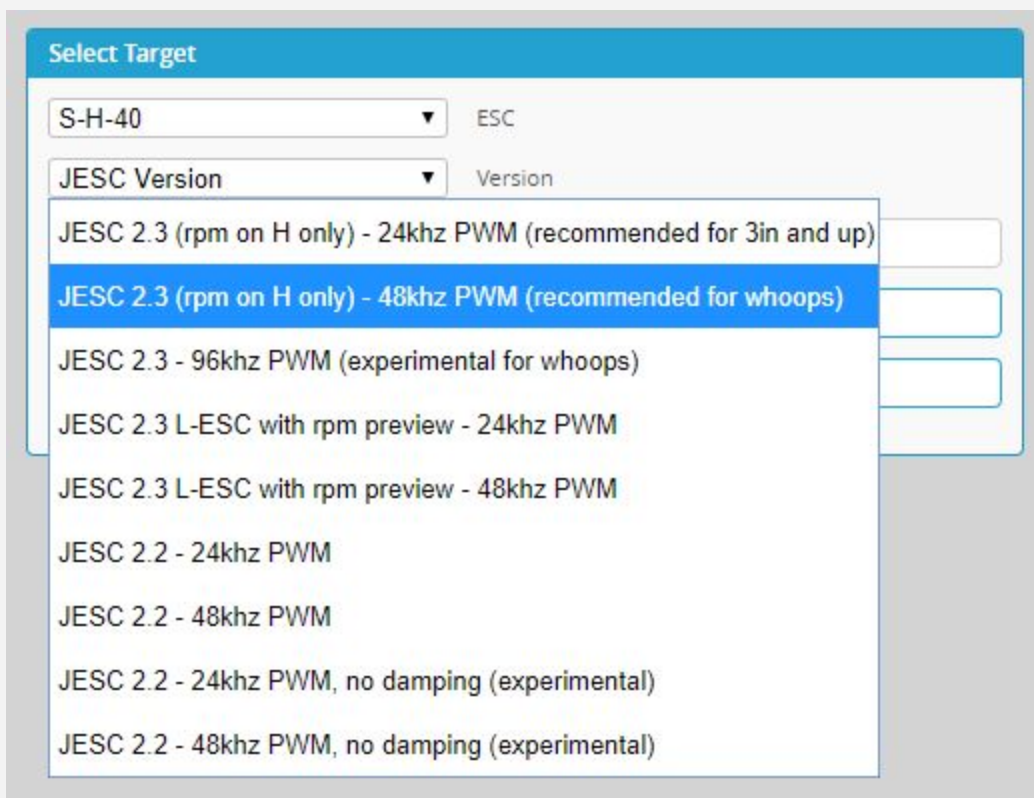 Select Target
S-H-40 ESC
JESC Version Version
JESC 2.3 (rpm on H only) - 24khz PWM (recommended for 3in and up)
JESC 2.3 (rpm on H only) - 48khz PWM (recommended for whoops)
JESC 2.3 - 96khz PWM (experimental for whoops)
JESC 2.3 L-ESC with rpm preview - 24khz PWM
JESC 2.3 L-ESC with rpm preview - 48khz PWM
JESC 2.2 - 24khz PWM
JESC 2.2 - 48khz PWM
JESC 2.2 - 24khz PWM, no damping (experimental)
JESC 2.2 - 48khz PWM, no damping (experimental)